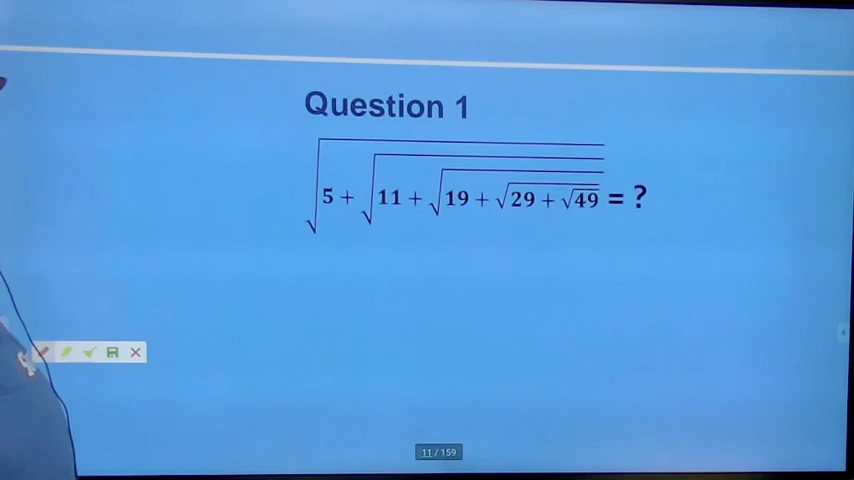 Question 1
√5 + √11 + √19 + √29 + √49 = ?
11 / 159